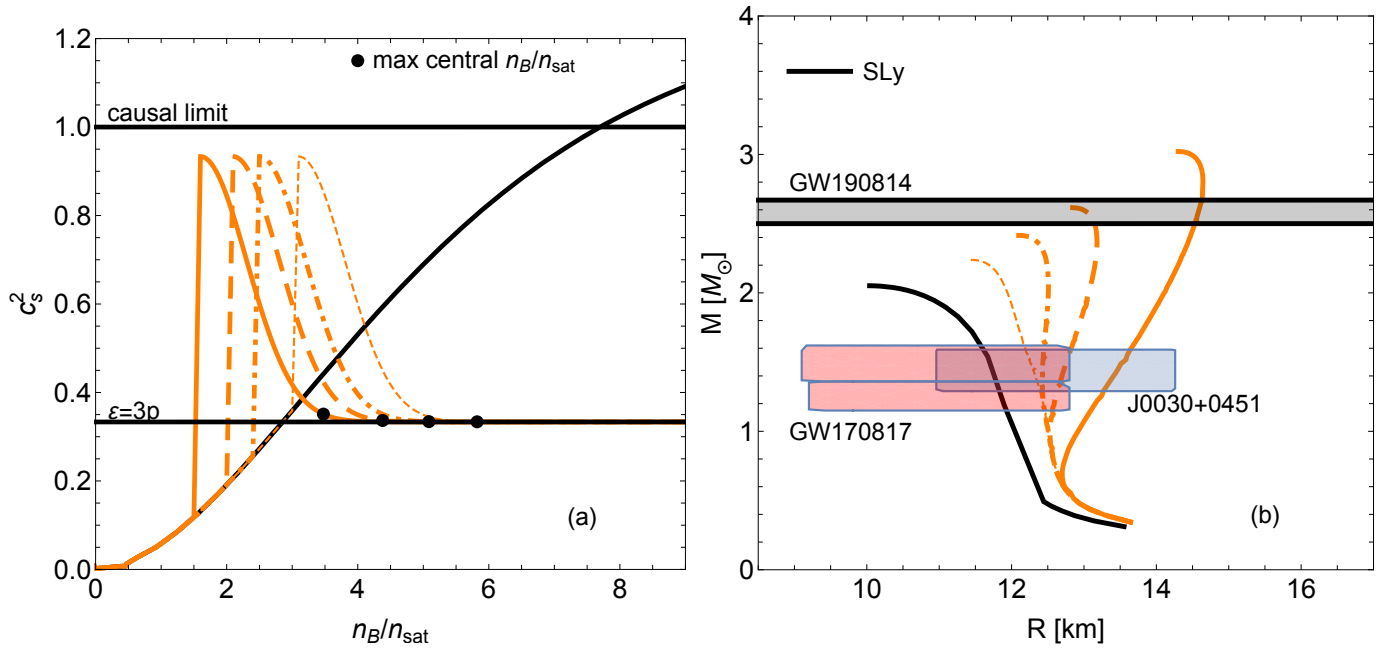 1.2
1.0
0.8
0.6
0.4
0.2
0.0
c_s^2
max central n_B/n_sat
causal limit
ε=3p
(a)
0 2 4 6 8
n_B/n_sat
4
3
2
1
0
M [M_⊙]
SLy
GW190814
J0030+0451
GW170817
(b)
10 12 14 16
R [km]